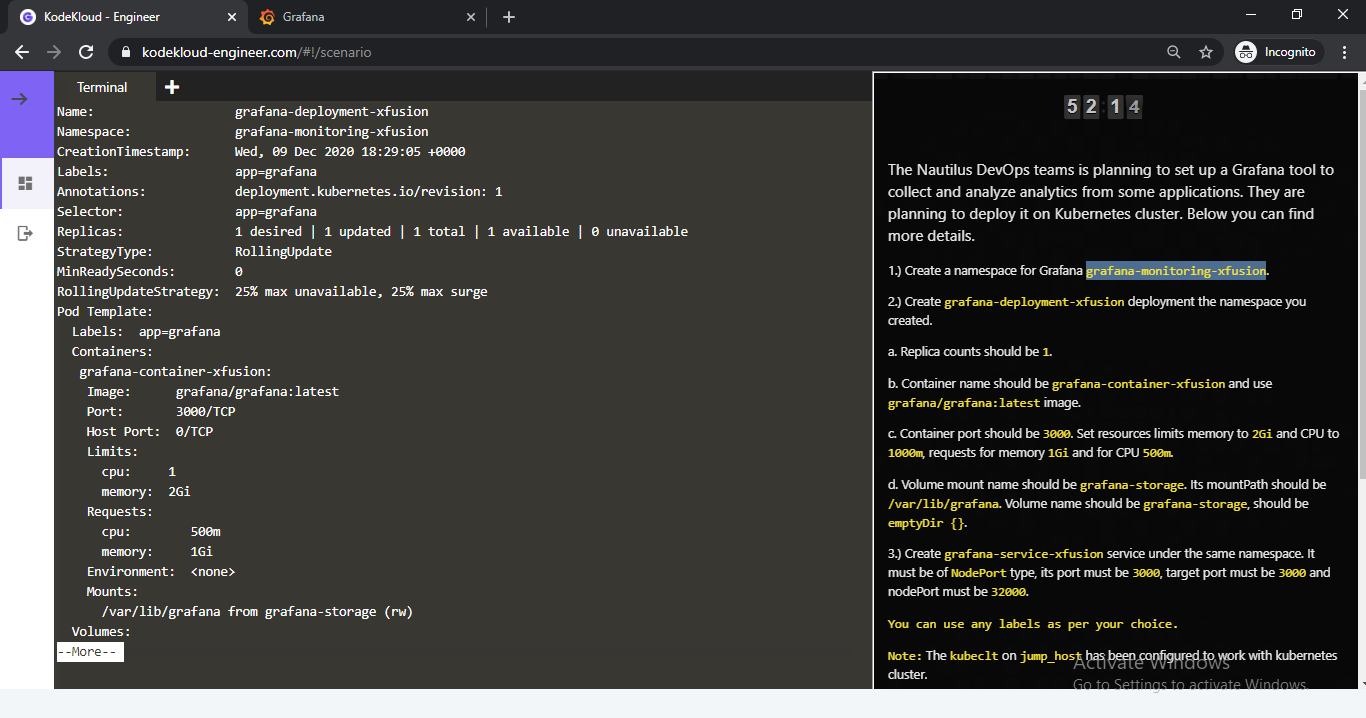 KodeKloud - Engineer
Grafana
kodekloud-engineer.com/#!/scenario
Incognito
Terminal
Name: grafana-deployment-xfusion
Namespace: grafana-monitoring-xfusion
CreationTimestamp: Wed, 09 Dec 2020 18:29:05 +0000
Labels: app=grafana
Annotations: deployment.kubernetes.io/revision: 1
Selector: app=grafana
Replicas: 1 desired | 1 updated | 1 total | 1 available | 0 unavailable
StrategyType: RollingUpdate
MinReadySeconds: 0
RollingUpdateStrategy: 25% max unavailable, 25% max surge
Pod Template:
Labels: app=grafana
Containers:
grafana-container-xfusion:
Image: grafana/grafana:latest
Port: 3000/TCP
Host Port: 0/TCP
Limits:
cpu: 1
memory: 2Gi
Requests:
cpu: 500m
memory: 1Gi
Environment: <none>
Mounts:
/var/lib/grafana from grafana-storage (rw)
Volumes:
--More--
52:14
The Nautilus DevOps teams is planning to set up a Grafana tool to
collect and analyze analytics from some applications. They are
planning to deploy it on Kubernetes cluster. Below you can find
more details.
1.) Create a namespace for Grafana grafana-monitoring-xfusion.
2.) Create grafana-deployment-xfusion deployment the namespace you
created.
a. Replica counts should be 1.
b. Container name should be grafana-container-xfusion and use
grafana/grafana:latest image.
c. Container port should be 3000. Set resources limits memory to 2Gi and CPU to
1000m, requests for memory 1Gi and for CPU 500m.
d. Volume mount name should be grafana-storage. Its mountPath should be
/var/lib/grafana. Volume name should be grafana-storage, should be
emptyDir {}.
3.) Create grafana-service-xfusion service under the same namespace. It
must be of NodePort type, its port must be 3000, target port must be 3000 and
nodePort must be 32000.
You can use any labels as per your choice.
Note: The kubeclt on jump_host has been configured to work with kubernetes
cluster.
Activate Windows
Go to Settings to activate Windows.